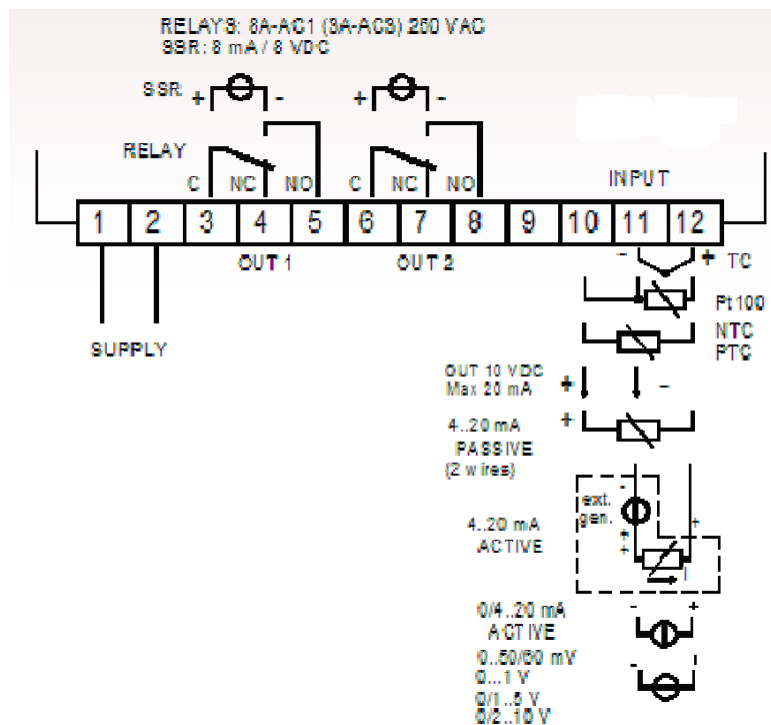 RELAYS: 8A-AC1 (3A-AC3) 250 VAC
SSR: 8 mA / 8 VDC
SSR + - + -
RELAY
C NC NO C NC NO INPUT
1 2 3 4 5 6 7 8 9 10 11 12
OUT 1 OUT 2
- + TC
Pt100
NTC
PTC
SUPPLY
OUT 10 VDC
Max 20 mA
+ -
4..20 mA
+
PASSIVE
(2 wires)
-
ext.
gen.
+
4..20 mA
ACTIVE
+
+
I
0/4..20 mA
ACTIVE
- +
0..50/60 mV
0...1 V
0/1..5 V
0/2..10 V
-